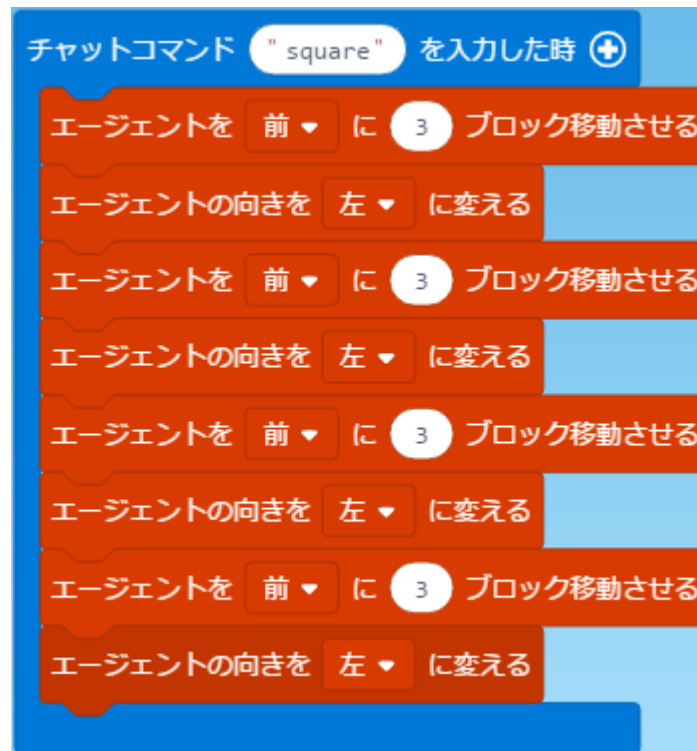 チャットコマンド "square" を入力した時
エージェントを 前 に 3 ブロック移動させる
エージェントの向きを 左 に変える
エージェントを 前 に 3 ブロック移動させる
エージェントの向きを 左 に変える
エージェントを 前 に 3 ブロック移動させる
エージェントの向きを 左 に変える
エージェントを 前 に 3 ブロック移動させる
エージェントの向きを 左 に変える